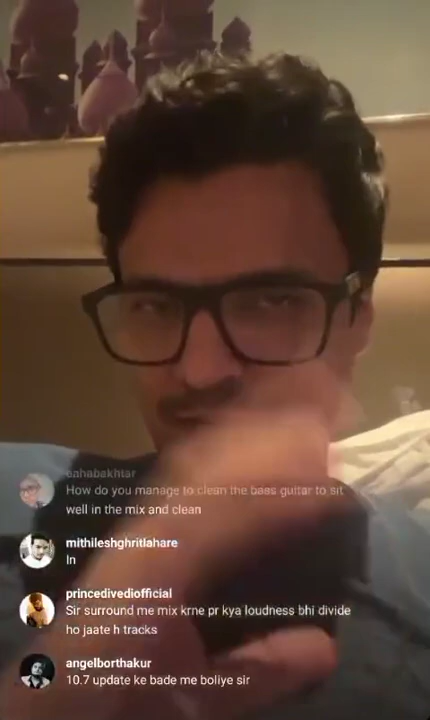 eahabakhtar
How do you manage to clean the bass guitar to sit
well in the mix and clean
mithileshghritlahare
In
princedivediofficial
Sir surround me mix krne pr kya loudness bhi divide
ho jaate h tracks
angelborthakur
10.7 update ke bade me boliye sir